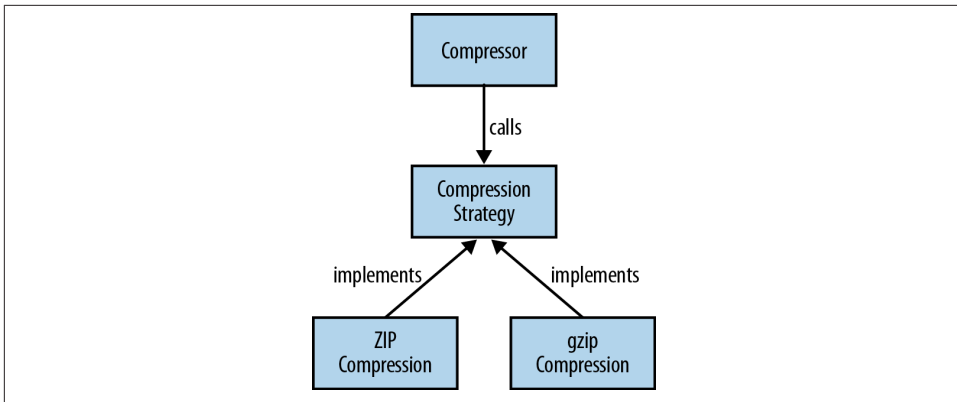 Compressor
calls
Compression
Strategy
implements
implements
ZIP
Compression
gzip
Compression